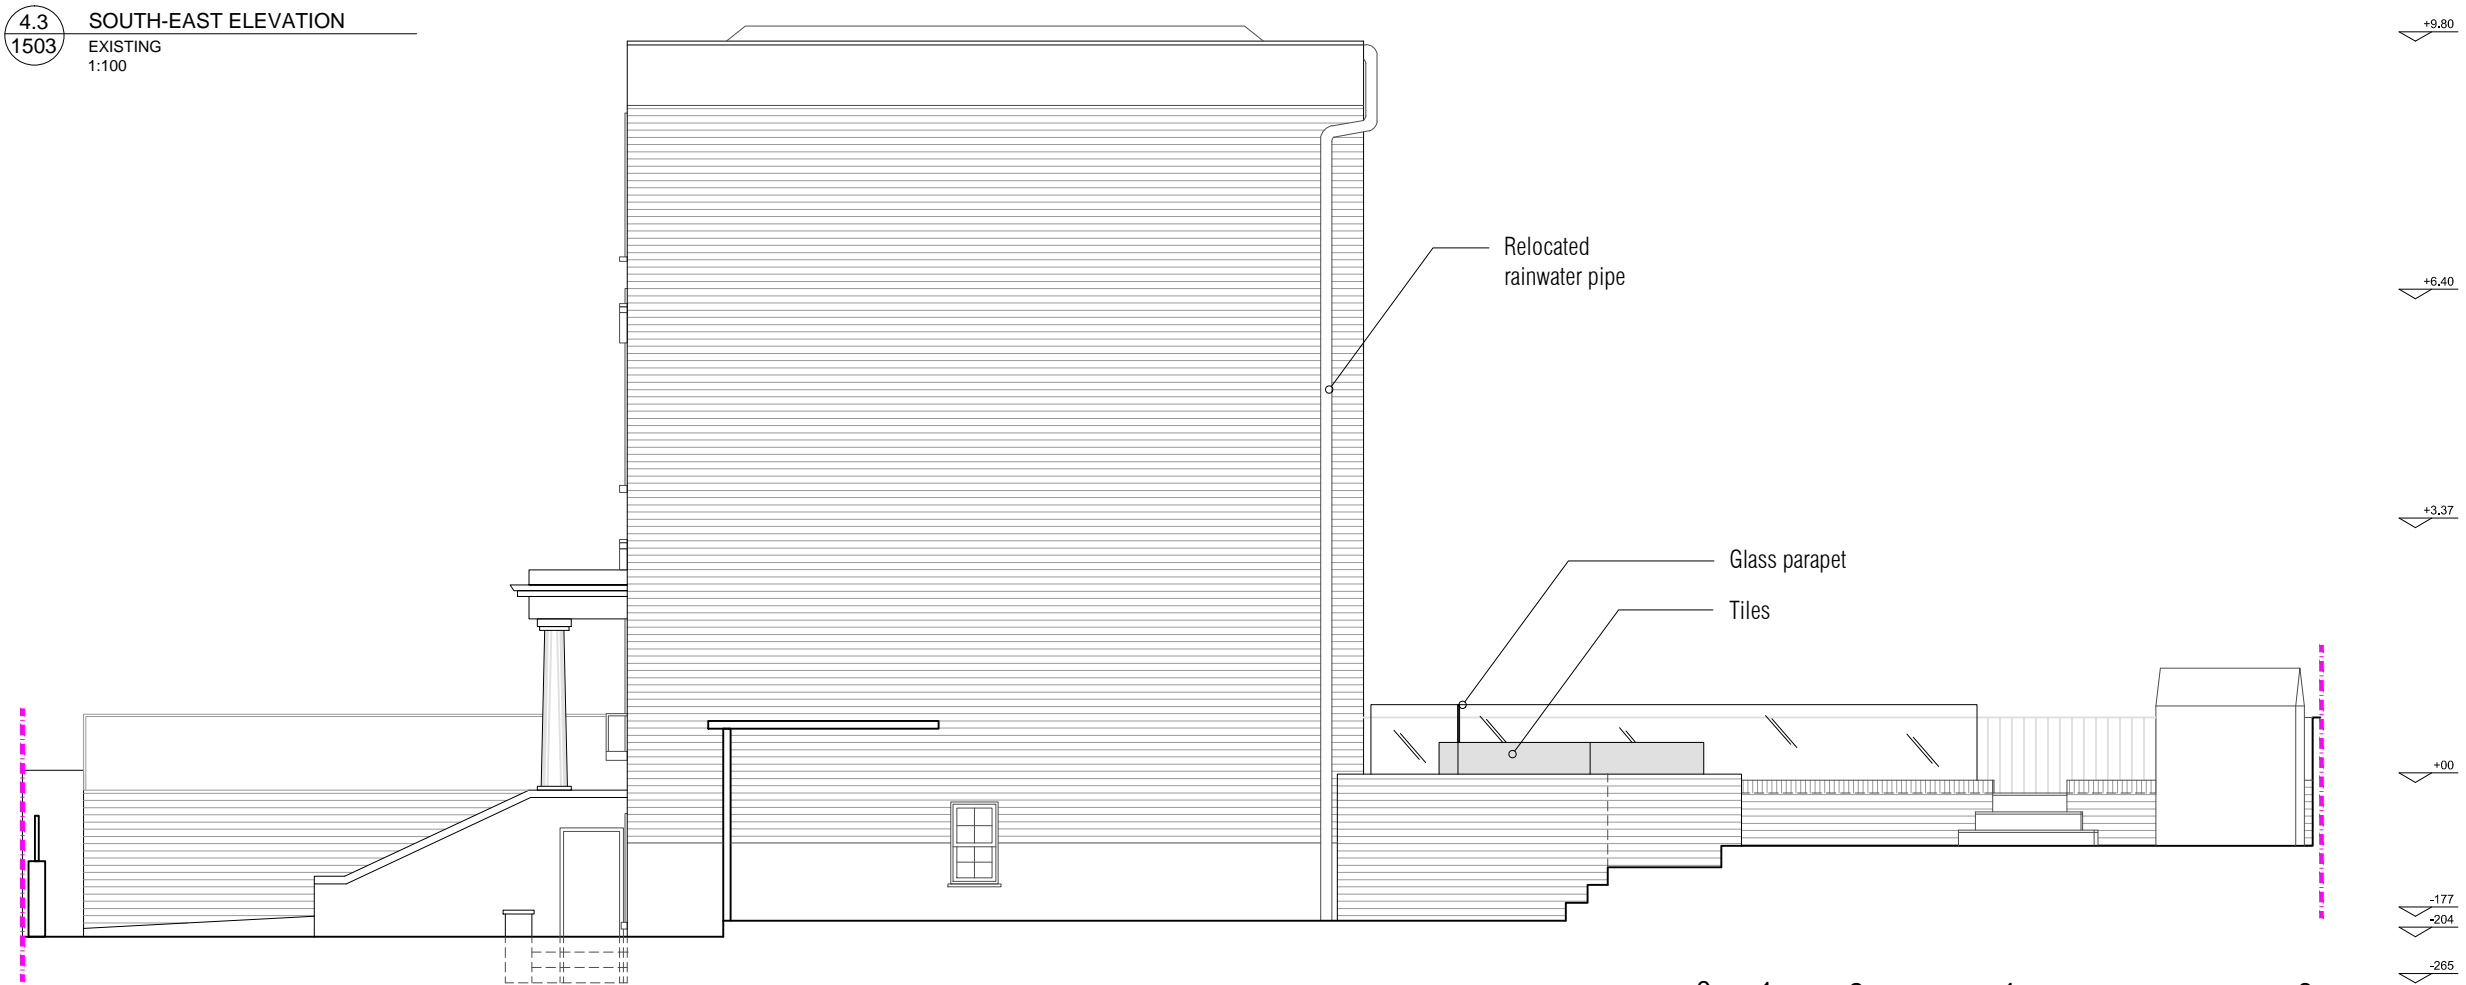 4.3
1503
SOUTH-EAST ELEVATION
EXISTING
1:100
+9.80
Relocated
rainwater pipe
+6.40
+3.37
Glass parapet
Tiles
+00
-177
-204
-265